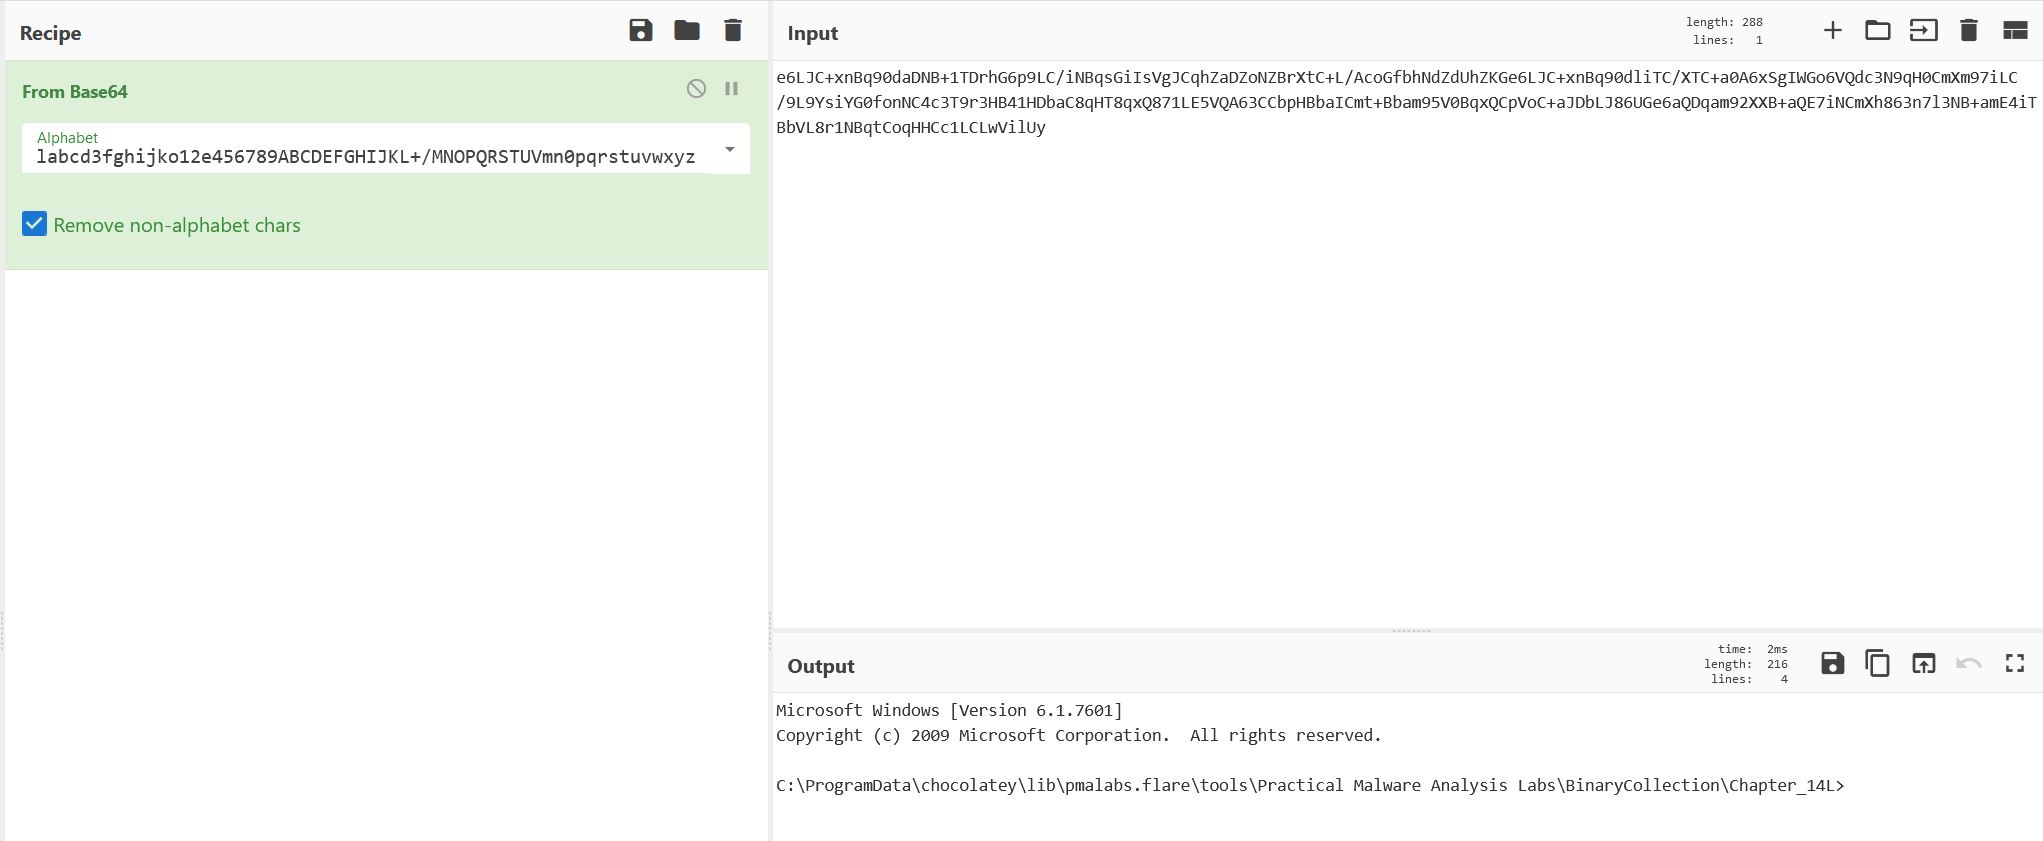 Recipe
From Base64
Alphabet
labcd3fghijko12e456789ABCDEFGHIJKL+/MNOPQRSTUVmn0pqrstuvwxyz
Remove non-alphabet chars
Input
length: 288
lines: 1
e6LJC+xnBq90daDNB+1TDrhG6p9LC/iNBqsGiIsVgJCqhZaDZoNZBrXtC+L/AcoGfbhNdZdUhZKGe6LJC+xnBq90dliTC/XTC+a0A6xSgIWGo6VQdc3N9qH0CmXm97iLC
/9L9YsiYG0fonNC4c3T9r3HB41HDbaC8qHT8qxQ871LE5VQA63CCbpHBbaICmt+Bbam95V0BqxQCpVoC+aJDbLJ86UGe6aQDqam92XXB+aQE7iNCmXh863n7l3NB+amE4iT
BbVL8r1NBqtCoqHHCc1LCLwVilUy
Output
time: 2ms
length: 216
lines: 4
Microsoft Windows [Version 6.1.7601]
Copyright (c) 2009 Microsoft Corporation.  All rights reserved.
C:\ProgramData\chocolatey\lib\pmalabs.flare\tools\Practical Malware Analysis Labs\BinaryCollection\Chapter_14L>